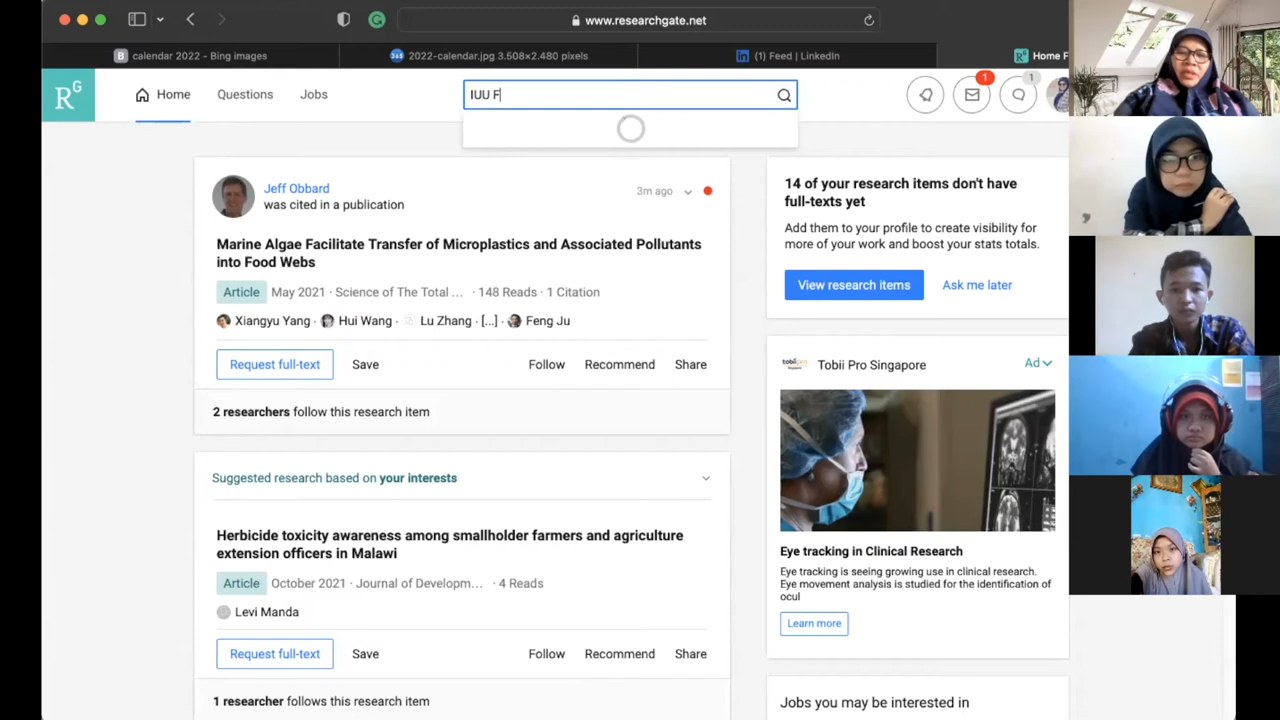 www.researchgate.net
calendar 2022 - Bing images
2022-calendar.jpg 3.508×2.480 pixels
(1) Feed | LinkedIn
Home F
R G
Home
Questions
Jobs
IUU F
1
1
Jeff Obbard
was cited in a publication
3m ago
Marine Algae Facilitate Transfer of Microplastics and Associated Pollutants
into Food Webs
Article
May 2021 · Science of The Total ... · 148 Reads · 1 Citation
Xiangyu Yang · Hui Wang · Lu Zhang · [...] · Feng Ju
Request full-text
Save
Follow
Recommend
Share
2 researchers follow this research item
Suggested research based on your interests
Herbicide toxicity awareness among smallholder farmers and agriculture
extension officers in Malawi
Article
October 2021 · Journal of Developm... · 4 Reads
Levi Manda
Request full-text
Save
Follow
Recommend
Share
1 researcher follows this research item
14 of your research items don't have
full-texts yet
Add them to your profile to create visibility for
more of your work and boost your stats totals.
View research items
Ask me later
tobii pro
Tobii Pro Singapore
Ad
Eye tracking in Clinical Research
Eye tracking is seeing growing use in clinical research.
Eye movement analysis is studied for the identification of
ocul
Learn more
Jobs you may be interested in